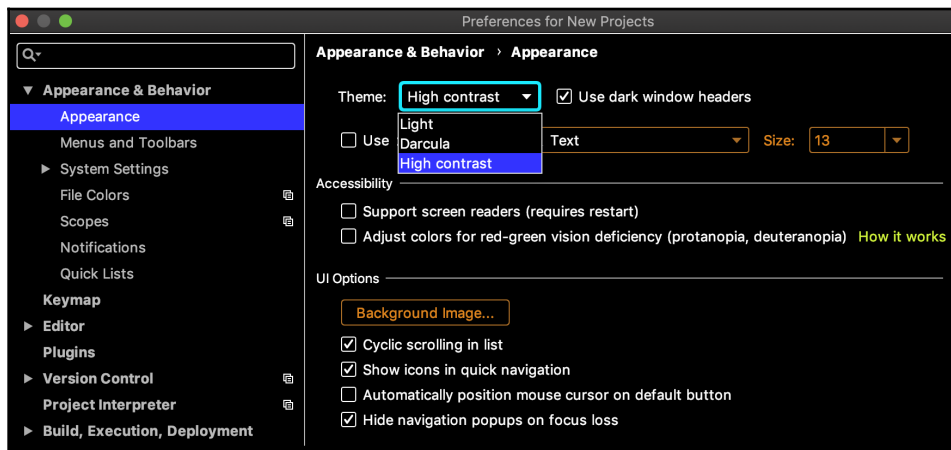 Preferences for New Projects
Appearance & Behavior
Appearance
Menus and Toolbars
System Settings
File Colors
Scopes
Notifications
Quick Lists
Keymap
Editor
Plugins
Version Control
Project Interpreter
Build, Execution, Deployment
Appearance & Behavior › Appearance
Theme: High contrast Use dark window headers
Light
Darcula
High contrast
Use Text Size: 13
Accessibility
Support screen readers (requires restart)
Adjust colors for red-green vision deficiency (protanopia, deuteranopia) How it works
UI Options
Background Image...
Cyclic scrolling in list
Show icons in quick navigation
Automatically position mouse cursor on default button
Hide navigation popups on focus loss